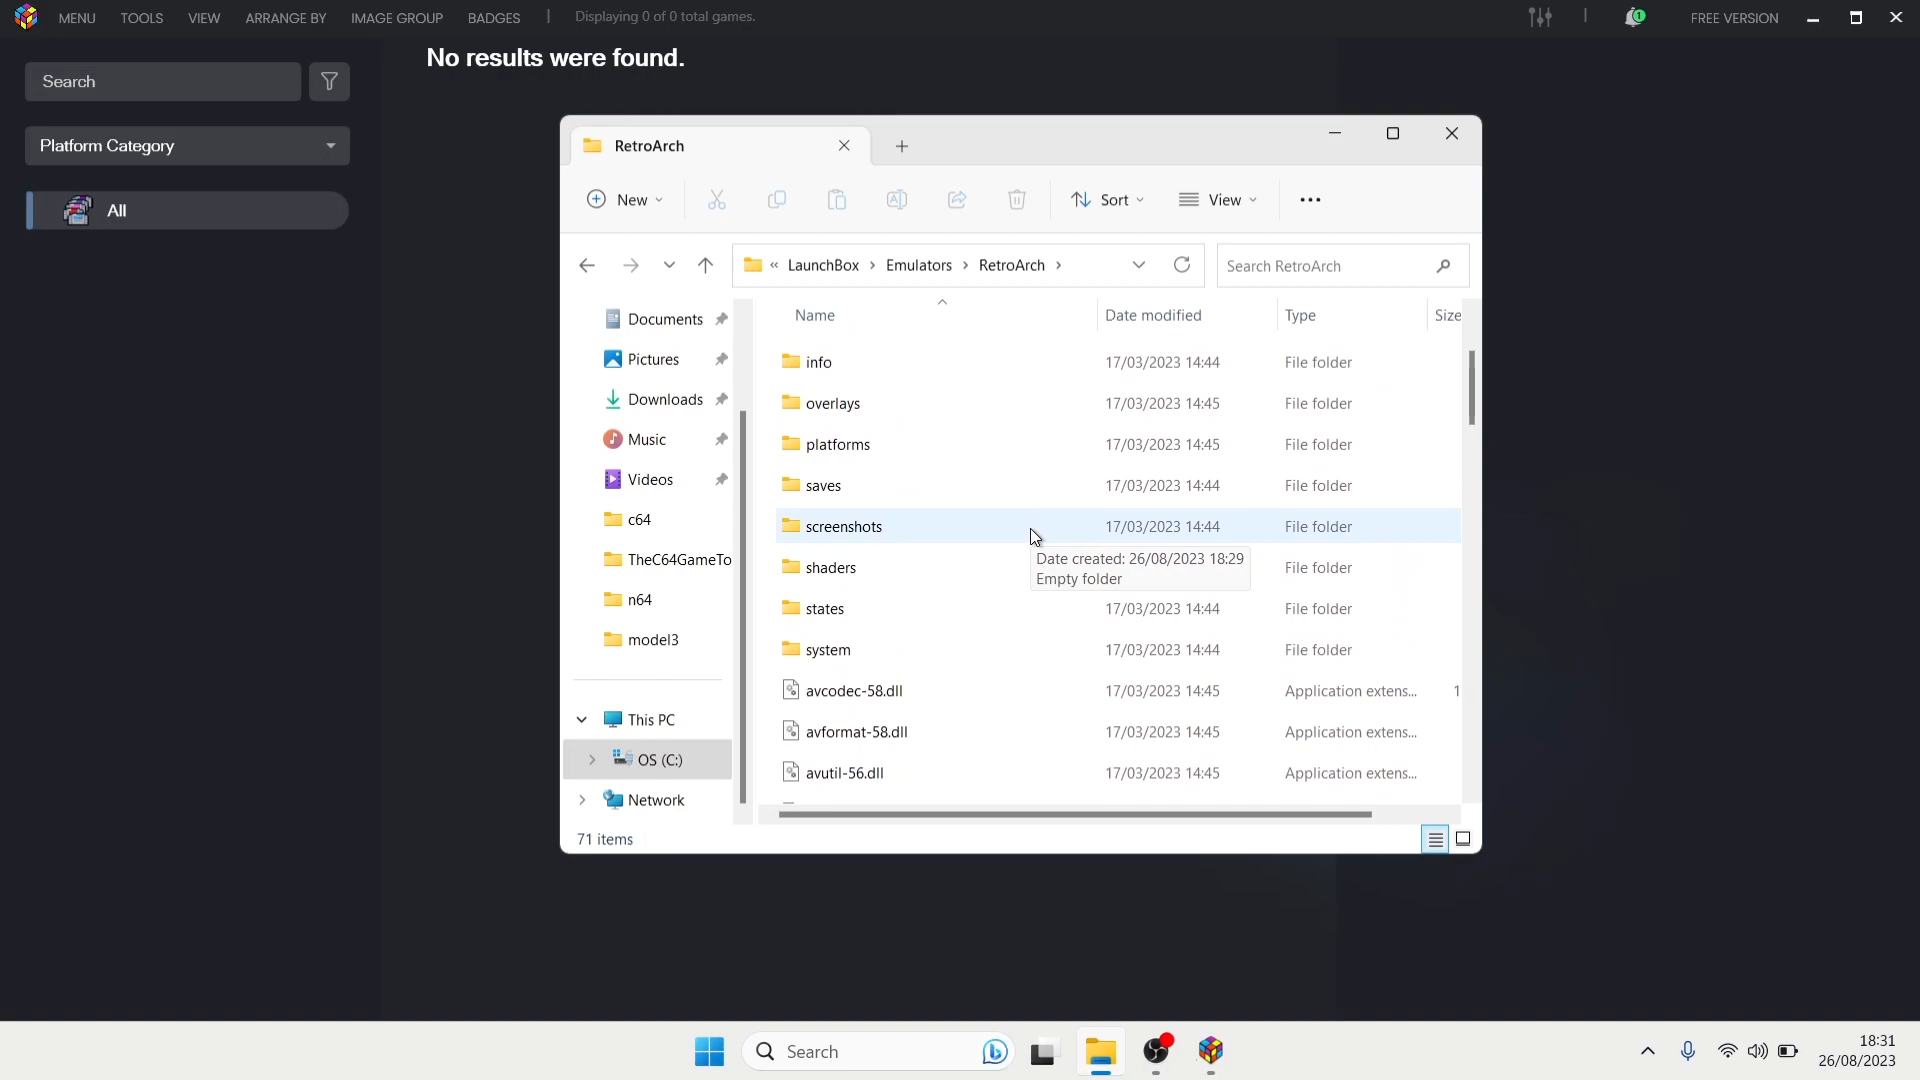 MENU TOOLS VIEW ARRANGE BY IMAGE GROUP BADGES | Displaying 0 of 0 total games. 1 FREE VERSION
No results were found.
Search
Platform Category
All
RetroArch
New Sort View
« LaunchBox > Emulators > RetroArch > Search RetroArch
Name Date modified Type Size
Documents
Pictures
Downloads
Music
Videos
c64
TheC64GameTo
n64
model3
This PC
OS (C:)
Network
info 17/03/2023 14:44 File folder
overlays 17/03/2023 14:45 File folder
platforms 17/03/2023 14:45 File folder
saves 17/03/2023 14:44 File folder
screenshots 17/03/2023 14:44 File folder
shaders File folder
Date created: 26/08/2023 18:29
Empty folder
states 17/03/2023 14:44 File folder
system 17/03/2023 14:44 File folder
avcodec-58.dll 17/03/2023 14:45 Application extens... 1
avformat-58.dll 17/03/2023 14:45 Application extens...
avutil-56.dll 17/03/2023 14:45 Application extens...
71 items
Search
18:31
26/08/2023